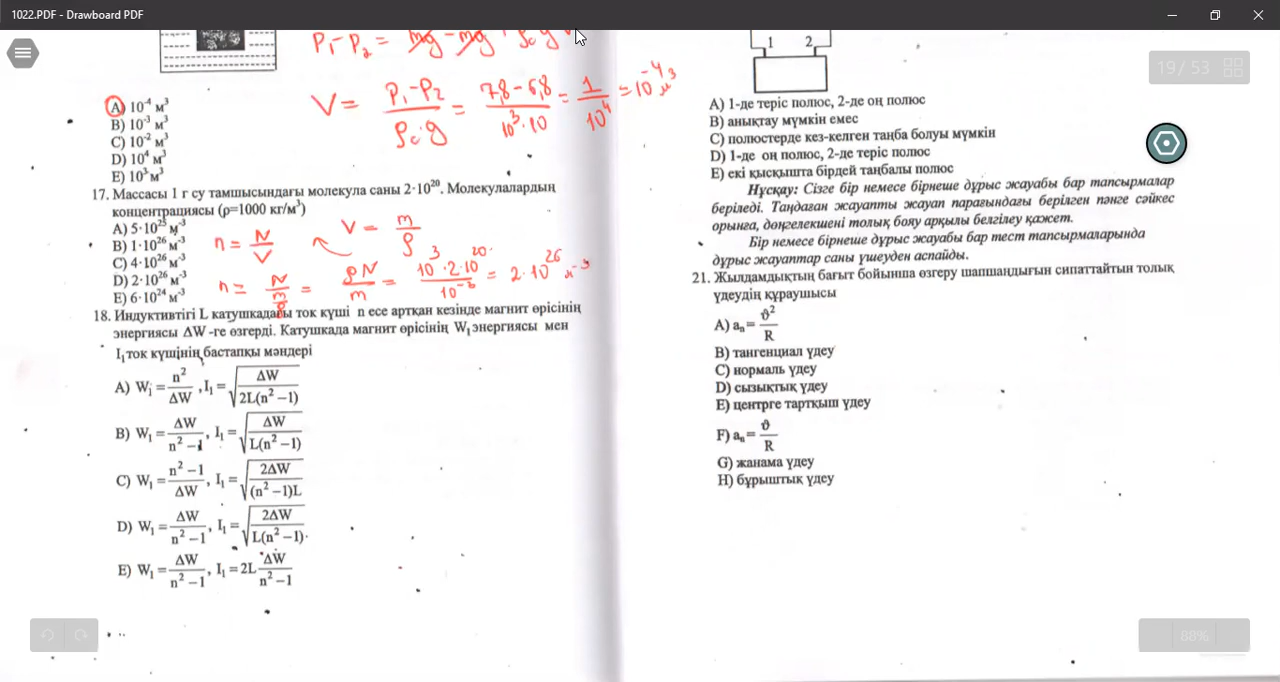 1022.PDF - Drawboard PDF
P₁-P₂ = mg - mg + ρcg
V = P₁-P₂ / ρc·g = 7,8-6,8 / 10³·10 = 1 / 10⁴ = 10⁻⁴ м³
A) 10⁻⁴ м³
B) 10⁻³ м³
C) 10⁻² м³
D) 10⁴ м³
E) 10³ м³
17. Массасы 1 г су тамшысындағы молекула саны 2·10²⁰. Молекулалардың
концентрациясы (ρ=1000 кг/м³)
A) 5·10²⁵ м⁻³
B) 1·10²⁶ м⁻³
C) 4·10²⁶ м⁻³
D) 2·10²⁶ м⁻³
E) 6·10²⁴ м⁻³
n = N / V
V = m / ρ
n = N / (m / ρ) = ρN / m = 10³·2·10²⁰ / 10⁻³ = 2·10²⁶ м⁻³
18. Индуктивтігі L катушкадағы ток күші n есе артқан кезінде магнит өрісінің
энергиясы ΔW -ге өзгерді. Катушкада магнит өрісінің W₁ энергиясы мен
I₁ ток күшінің бастапқы мәндері
A) W₁ = n² / ΔW , I₁ = √(ΔW / 2L(n² –1))
B) W₁ = ΔW / n² –1 , I₁ = √(ΔW / L(n² –1))
C) W₁ = n² –1 / ΔW , I₁ = √(2ΔW / (n² –1)L)
D) W₁ = ΔW / n² –1 , I₁ = √(2ΔW / L(n² –1))
E) W₁ = ΔW / n² –1 , I₁ = 2L ΔW / n² –1
1 2
A) 1-де теріс полюс, 2-де оң полюс
B) анықтау мүмкін емес
C) полюстерде кез-келген таңба болуы мүмкін
D) 1-де оң полюс, 2-де теріс полюс
E) екі қысқышта бірдей таңбалы полюс
Нұсқау: Сізге бір немесе бірнеше дұрыс жауабы бар тапсырмалар
беріледі. Таңдаған жауапты жауап парағындағы берілген пәнге сәйкес
орынға, дөңгелекшені толық бояу арқылы белгілеу қажет.
Бір немесе бірнеше дұрыс жауабы бар тест тапсырмаларында
дұрыс жауаптар саны үшеуден аспайды.
21. Жылдамдықтың бағыт бойынша өзгеру шапшаңдығын сипаттайтын толық
үдеудің құраушысы
A) aₙ = ϑ² / R
B) тангенциал үдеу
C) нормаль үдеу
D) сызықтық үдеу
E) центрге тартқыш үдеу
F) aₙ = ϑ / R
G) жанама үдеу
H) бұрыштық үдеу
19 / 53
88%